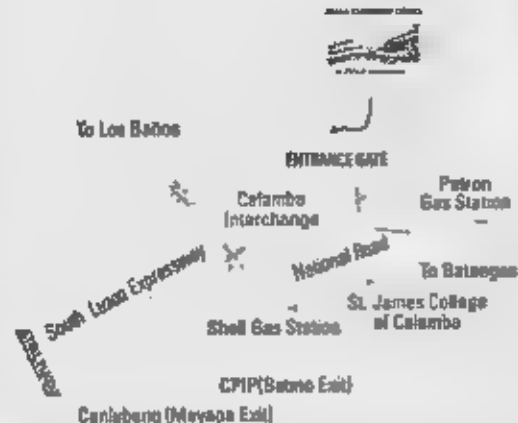 To Los Baños
ENTRANCE GATE
Calamba
Interchange
Petron
Gas Station
National Road
South Luzon Expressway
To Batangas
St. James College
of Calamba
Shell Gas Station
CPIP(Batino Exit)
Canlubang (Mayapa Exit)